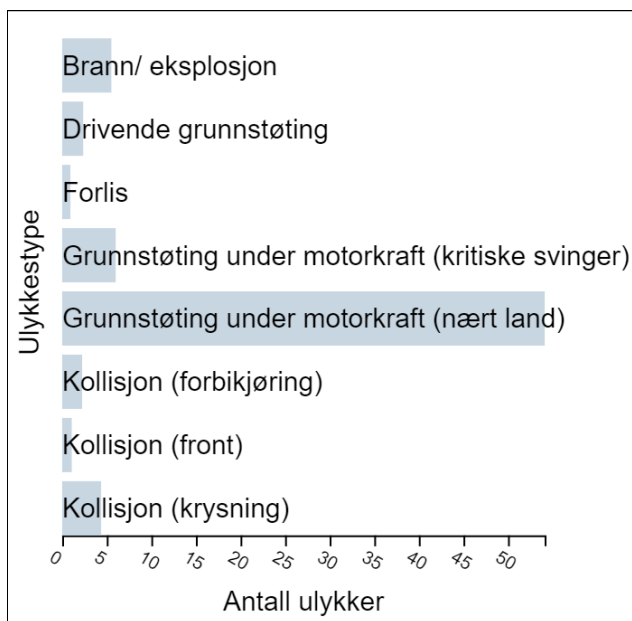 Brann/ eksplosjon
Drivende grunnstøting
Forlis
Grunnstøting under motorkraft (kritiske svinger)
Grunnstøting under motorkraft (nært land)
Kollisjon (forbikjøring)
Kollisjon (front)
Kollisjon (krysning)
Ulykkestype
0 5 10 15 20 25 30 35 40 45 50
Antall ulykker